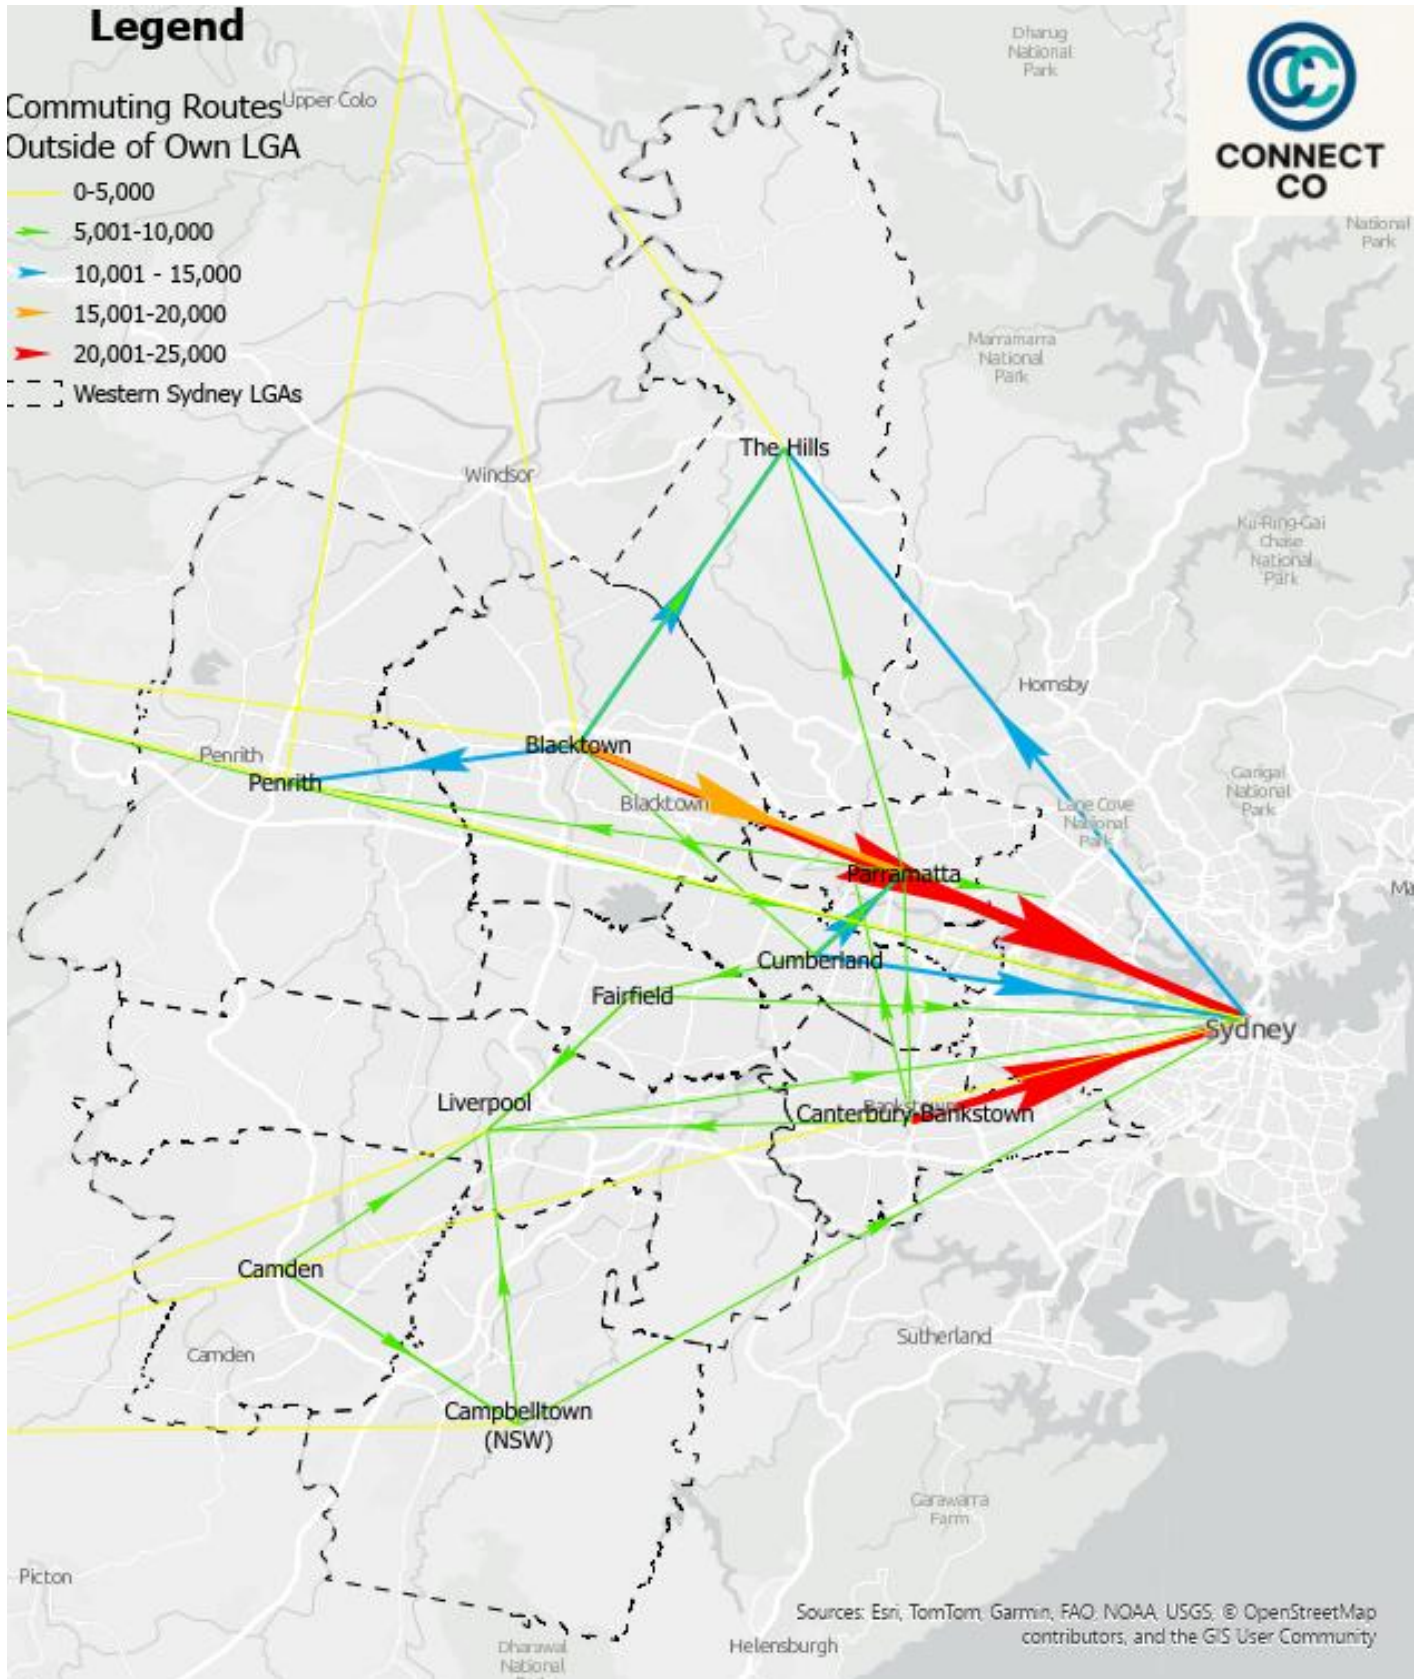 Legend
Commuting Routes
Outside of Own LGA
0-5,000
5,001-10,000
10,001 - 15,000
15,001-20,000
20,001-25,000
Western Sydney LGAs
CONNECT
CO
Upper Colo
Dharug
National
Park
National
Park
Marramarra
National
Park
The Hills
Windsor
Ku-Ring-Gai
Chase
National
Park
Hornsby
Penrith
Penrith
Blacktown
Blacktown
Garigal
National
Park
Lane Cove
National
Park
Parramatta
Ma
Cumberland
Fairfield
Sydney
Liverpool
Bankstown
Canterbury-Bankstown
Camden
Camden
Sutherland
Campbelltown
(NSW)
Garawarra
Farm
Picton
Helensburgh
Dharawal
National
Sources: Esri, TomTom, Garmin, FAO, NOAA, USGS, © OpenStreetMap
contributors, and the GIS User Community